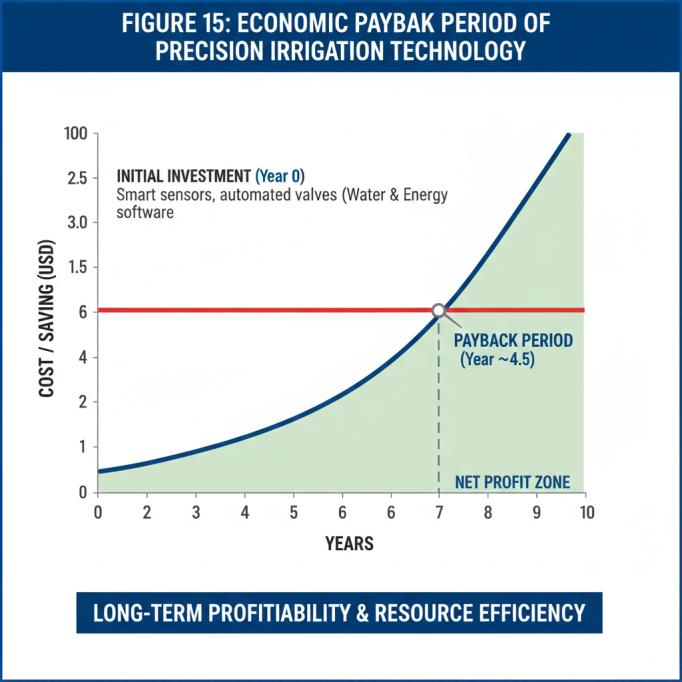 FIGURE 15: ECONOMIC PAYBAK PERIOD OF
PRECISION IRRIGATION TECHNOLOGY
100
2.5
3.0
1.5
6
4
2
1
0
COST / SAVING (USD)
INITIAL INVESTMENT (Year 0)
Smart sensors, automated valves (Water & Energy
software
PAYBACK PERIOD
(Year ~4.5)
NET PROFIT ZONE
0 2 3 4 5 6 6 7 8 9 10
YEARS
LONG-TERM PROFITIABILITY & RESOURCE EFFICIENCY